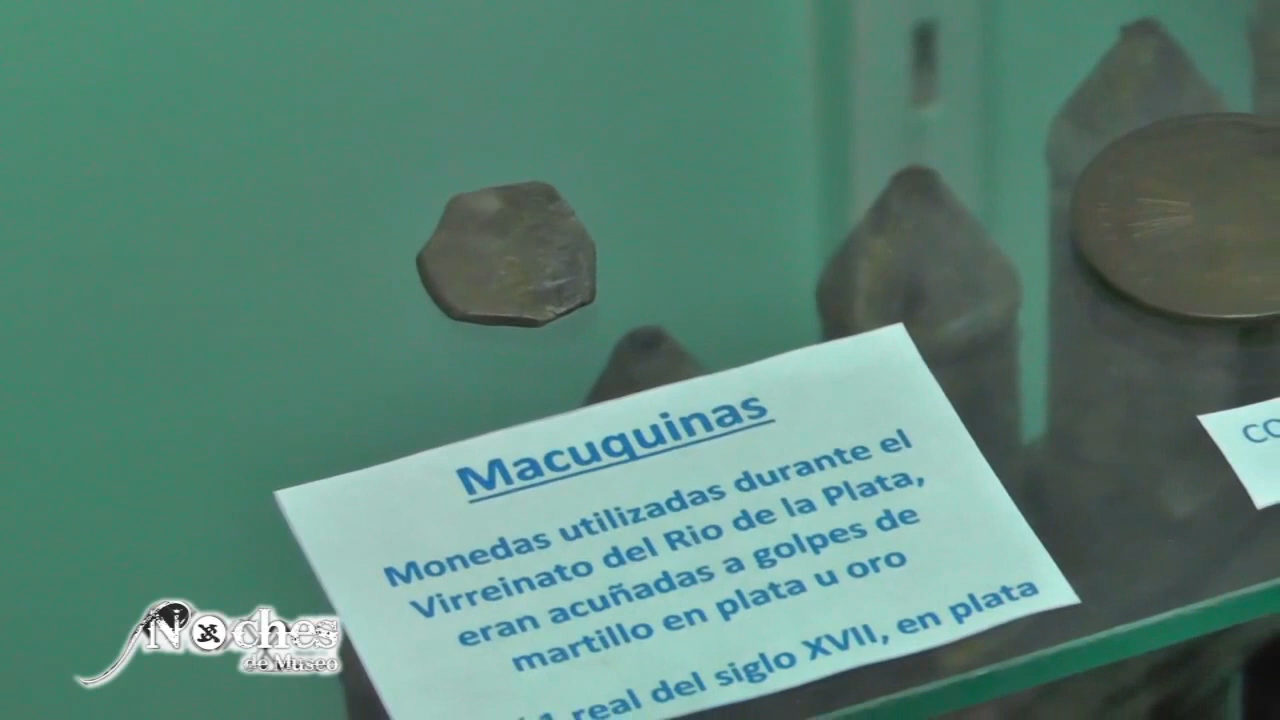 Macuquinas
Monedas utilizadas durante el
Virreinato del Rio de la Plata,
eran acuñadas a golpes de
martillo en plata u oro
1 real del siglo XVII, en plata
CO
Noches
de Museo